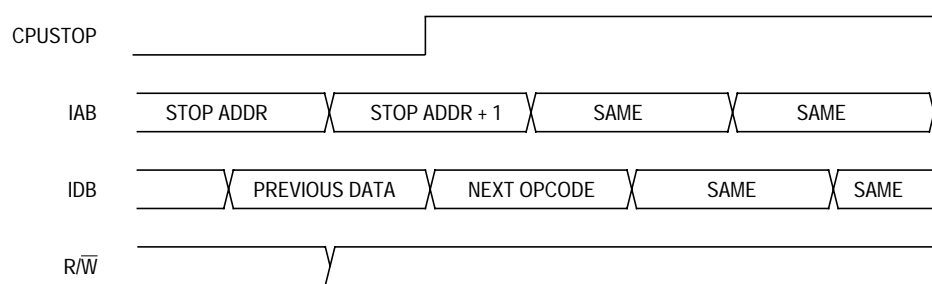 CPUSTOP
IAB STOP ADDR STOP ADDR + 1 SAME SAME
IDB PREVIOUS DATA NEXT OPCODE SAME SAME
R/W̅